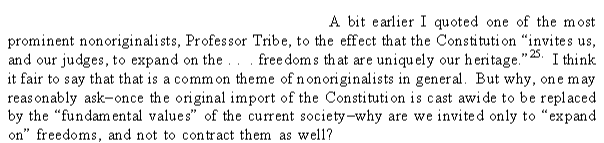 A bit earlier I quoted one of the most
prominent nonoriginalists, Professor Tribe, to the effect that the Constitution “invites us,
and our judges, to expand on the . . . freedoms that are uniquely our heritage.”25. I think
it fair to say that that is a common theme of nonoriginalists in general. But why, one may
reasonably ask–once the original import of the Constitution is cast awide to be replaced
by the “fundamental values” of the current society–why are we invited only to “expand
on” freedoms, and not to contract them as well?